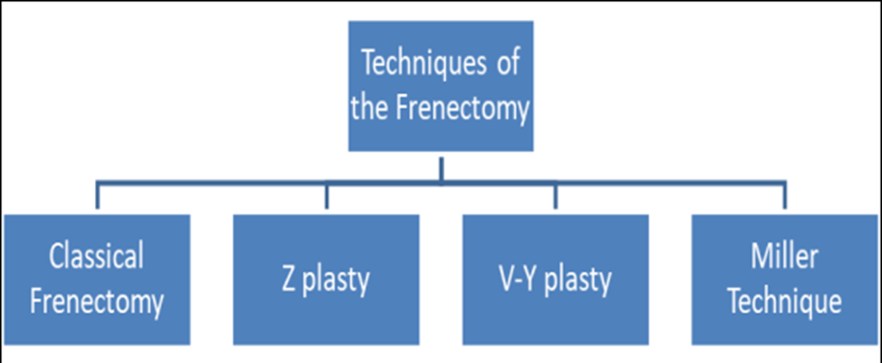 Techniques of
the Frenectomy
Classical
Frenectomy
Z plasty
V-Y plasty
Miller
Technique